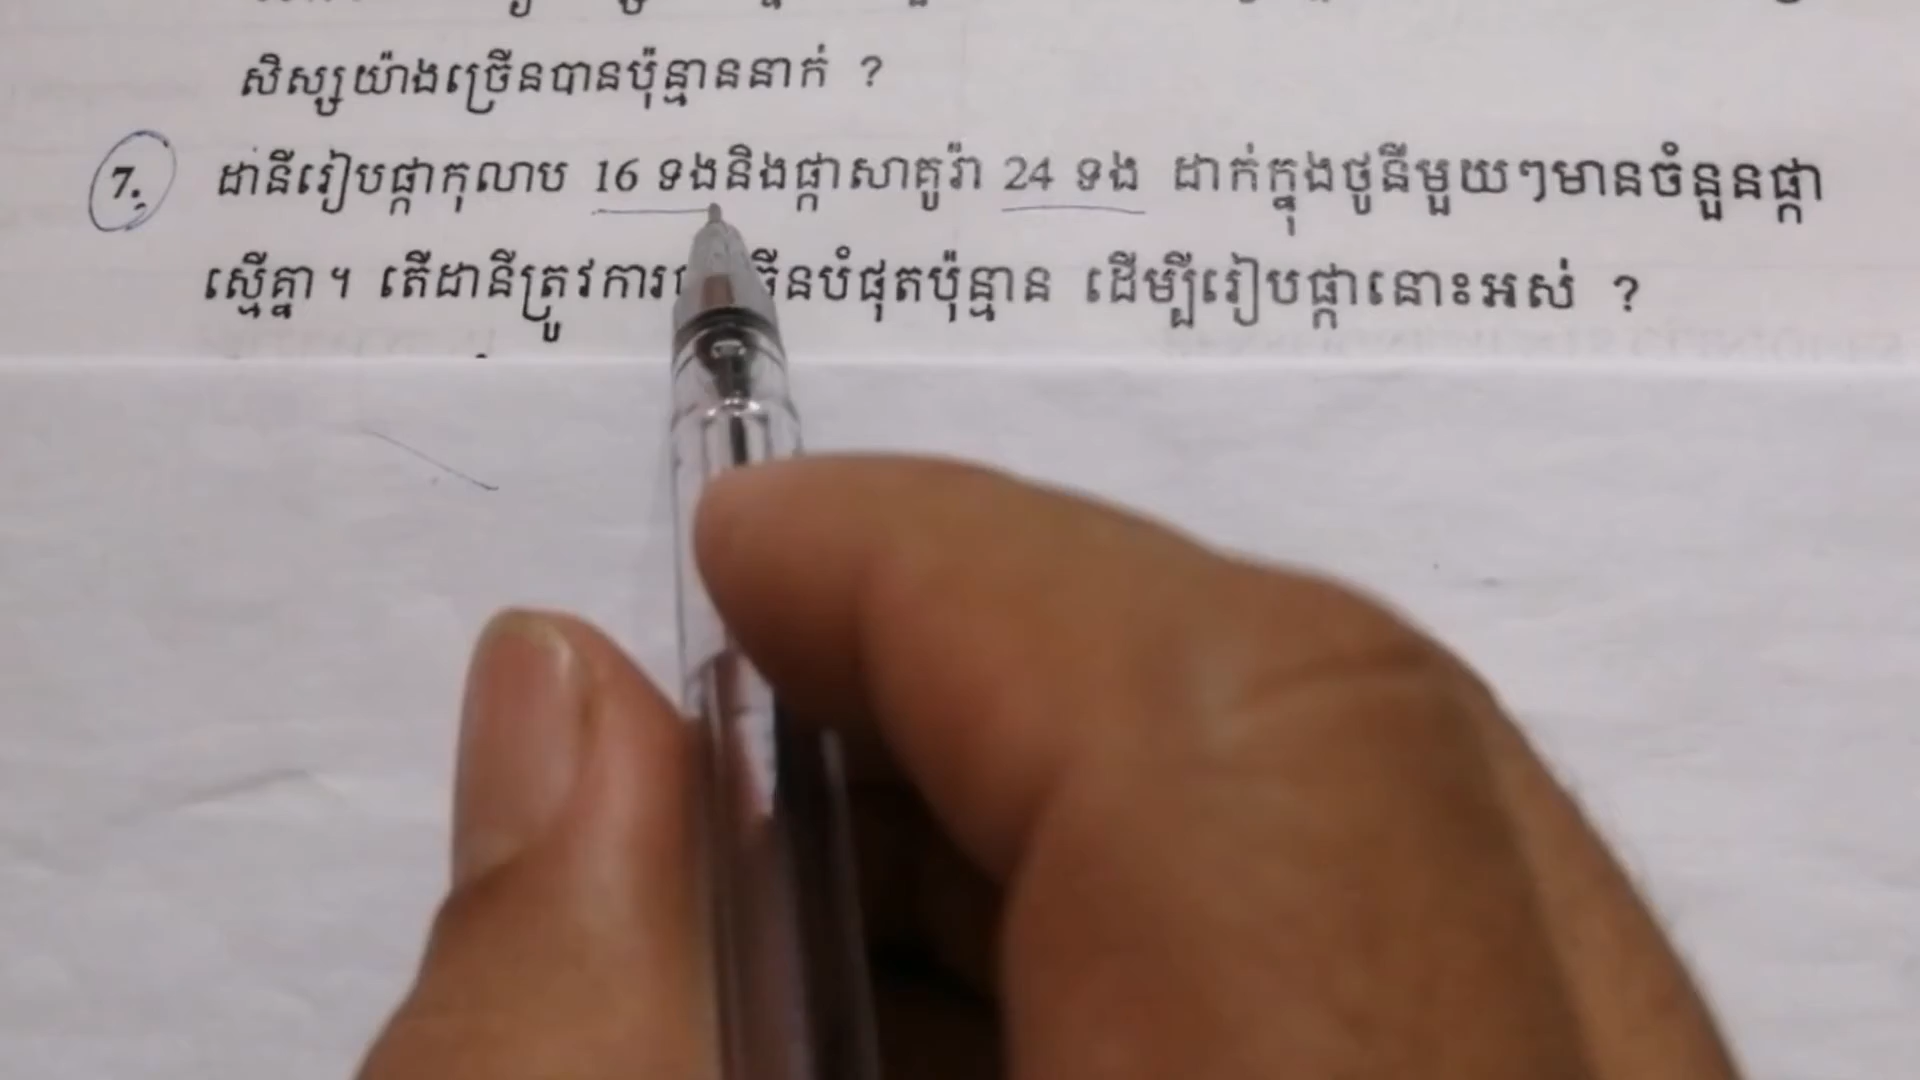 សិស្សយ៉ាងច្រើនបានប៉ុន្មាននាក់ ?
7. ដានីរៀបផ្កាកុលាប 16 ទងនិងផ្កាសាគូរ៉ា 24 ទង ដាក់ក្នុងថូនីមួយៗមានចំនួនផ្កា
ស្មើគ្នា។ តើដានីត្រូវការ បំផុតប៉ុន្មាន ដើម្បីរៀបផ្កានោះអស់ ?